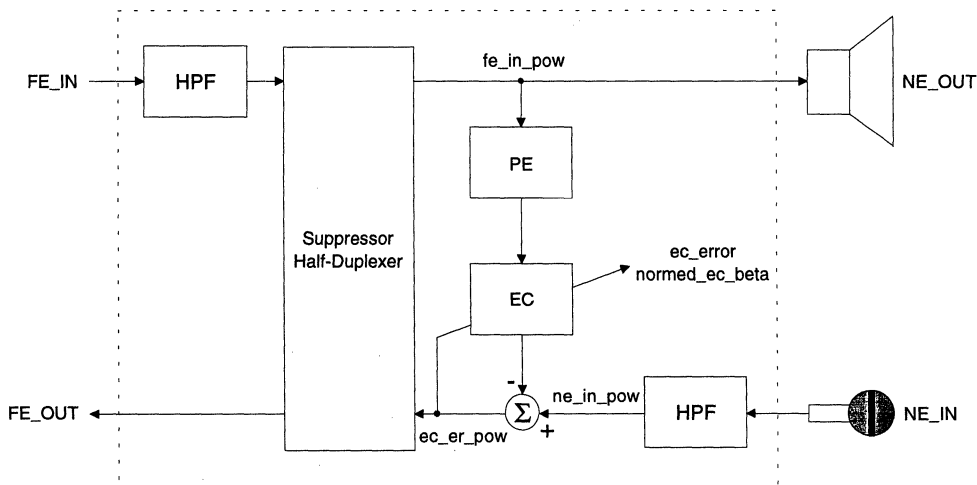 fe_in_pow
FE_IN
HPF
NE_OUT
PE
Suppressor
Half-Duplexer
ec_error
normed_ec_beta
EC
-
ne_in_pow
HPF
FE_OUT
Σ
NE_IN
+
ec_er_pow